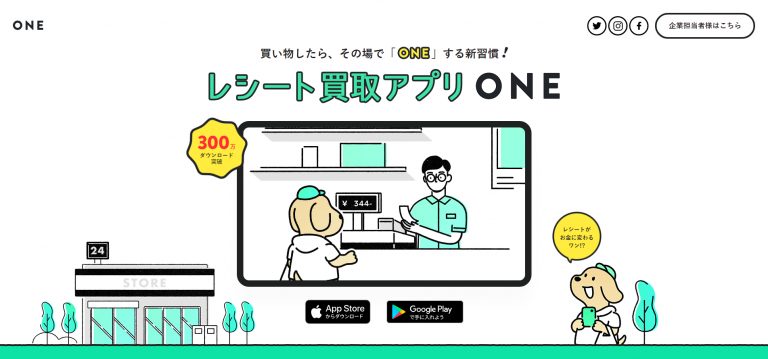 ONE
企業担当者様はこちら
買い物したら、その場で「ONE」する新習慣！
レシート買取アプリ ONE
300万
ダウンロード
突破
¥ 344-
24
STORE
レシートが
お金に変わる
ワン!?
App Store
からダウンロード
Google Play
で手に入れよう